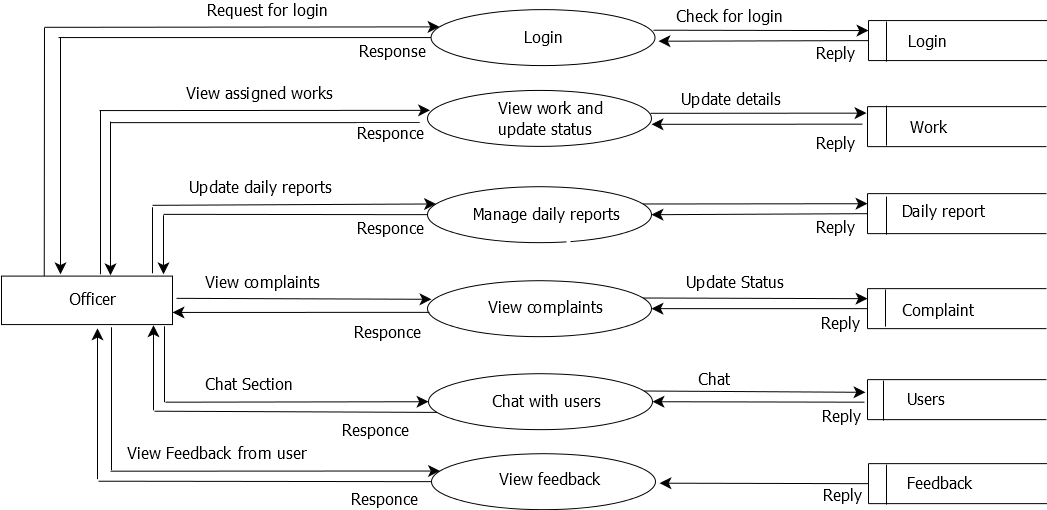 Request for login
Check for login
Login
Login
Response
Reply
View assigned works
Update details
View work and
update status
Work
Responce
Reply
Update daily reports
Manage daily reports
Daily report
Responce
Reply
View complaints
Update Status
Officer
View complaints
Complaint
Responce
Reply
Chat Section
Chat
Chat with users
Users
Responce
Reply
View Feedback from user
View feedback
Feedback
Responce
Reply